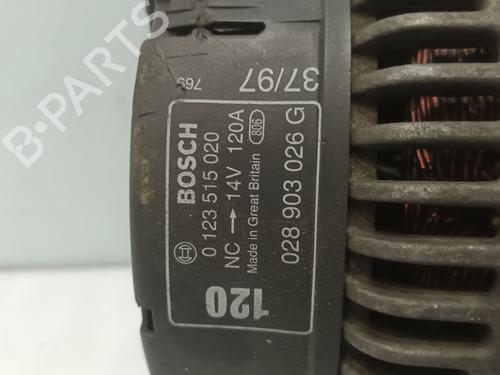 37/97
769
BOSCH
0 123 515 020
NC → 14V 120A
Made in Great Britain 806
028 903 026 G
120
B-PARTS